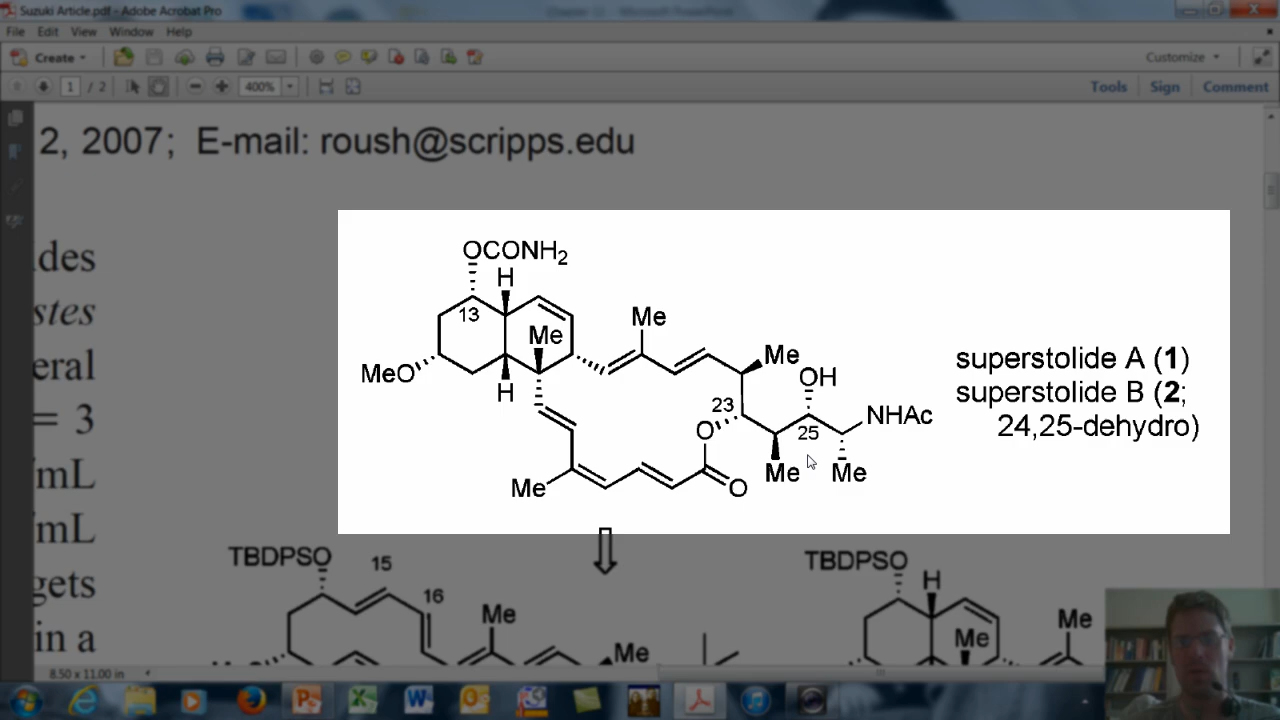 Suzuki Article.pdf - Adobe Acrobat Pro
File Edit View Window Help
Create
Customize
1 / 2
400%
Tools Sign Comment
2, 2007; E-mail: roush@scripps.edu
ides
stes
eral
= 3
/mL
/mL
gets
in a
OCONH2
H
13
Me
Me
MeO
H
Me
OH
23
NHAc
O
25
Me
Me
Me
O
superstolide A (1)
superstolide B (2;
24,25-dehydro)
TBDPSO
15
16
Me
Me
TBDPSO
H
Me
Me
8.50 x 11.00 in